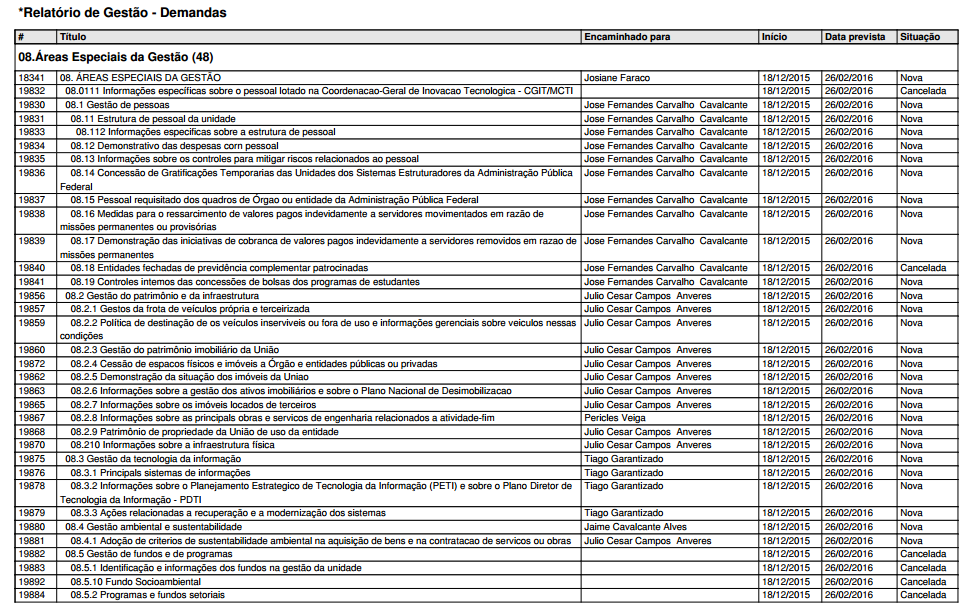 *Relatório de Gestão - Demandas
# Título Encaminhado para Início Data prevista Situação
08.Áreas Especiais da Gestão (48)
18341 08. ÁREAS ESPECIAIS DA GESTÃO Josiane Faraco 18/12/2015 26/02/2016 Nova
19832 08.0111 Informações específicas sobre o pessoal lotado na Coordenacao-Geral de Inovacao Tecnologica - CGIT/MCTI 18/12/2015 26/02/2016 Cancelada
19830 08.1 Gestão de pessoas Jose Fernandes Carvalho Cavalcante 18/12/2015 26/02/2016 Nova
19831 08.11 Estrutura de pessoal da unidade Jose Fernandes Carvalho Cavalcante 18/12/2015 26/02/2016 Nova
19833 08.112 Informações especificas sobre a estrutura de pessoal Jose Fernandes Carvalho Cavalcante 18/12/2015 26/02/2016 Nova
19834 08.12 Demonstrativo das despesas corn pessoal Jose Fernandes Carvalho Cavalcante 18/12/2015 26/02/2016 Nova
19835 08.13 Informações sobre os controles para mitigar riscos relacionados ao pessoal Jose Fernandes Carvalho Cavalcante 18/12/2015 26/02/2016 Nova
19836 08.14 Concessão de Gratificações Temporarias das Unidades dos Sistemas Estruturadores da Administração Pública Jose Fernandes Carvalho Cavalcante 18/12/2015 26/02/2016 Nova
Federal
19837 08.15 Pessoal requisitado dos quadros de Órgao ou entidade da Administração Pública Federal Jose Fernandes Carvalho Cavalcante 18/12/2015 26/02/2016 Nova
19838 08.16 Medidas para o ressarcimento de valores pagos indevidamente a servidores movimentados em razão de Jose Fernandes Carvalho Cavalcante 18/12/2015 26/02/2016 Nova
missões permanentes ou provisórias
19839 08.17 Demonstração das iniciativas de cobranca de valores pagos indevidamente a servidores removidos em razao de Jose Fernandes Carvalho Cavalcante 18/12/2015 26/02/2016 Nova
missões permanentes
19840 08.18 Entidades fechadas de previdência complementar patrocinadas Jose Fernandes Carvalho Cavalcante 18/12/2015 26/02/2016 Cancelada
19841 08.19 Controles internos das concessões de bolsas dos programas de estudantes Jose Fernandes Carvalho Cavalcante 18/12/2015 26/02/2016 Nova
19856 08.2 Gestão do patrimônio e da infraestrutura Julio Cesar Campos Anveres 18/12/2015 26/02/2016 Nova
19857 08.2.1 Gestos da frota de veículos própria e terceirizada Julio Cesar Campos Anveres 18/12/2015 26/02/2016 Nova
19859 08.2.2 Política de destinação de os veículos inserviveis ou fora de uso e informações gerenciais sobre veiculos nessas Julio Cesar Campos Anveres 18/12/2015 26/02/2016 Nova
condições
19860 08.2.3 Gestão do patrimônio imobiliário da União Julio Cesar Campos Anveres 18/12/2015 26/02/2016 Nova
19872 08.2.4 Cessão de espacos físicos e imóveis a Órgão e entidades públicas ou privadas Julio Cesar Campos Anveres 18/12/2015 26/02/2016 Nova
19862 08.2.5 Demonstração da situação dos imóveis da Uniao Julio Cesar Campos Anveres 18/12/2015 26/02/2016 Nova
19863 08.2.6 Informações sobre a gestão dos ativos imobiliários e sobre o Plano Nacional de Desimobilizacao Julio Cesar Campos Anveres 18/12/2015 26/02/2016 Nova
19865 08.2.7 Informações sobre os imóveis locados de terceiros Julio Cesar Campos Anveres 18/12/2015 26/02/2016 Nova
19867 08.2.8 Informações sobre as principais obras e servicos de engenharia relacionados a atividade-fim Pericles Veiga 18/12/2015 26/02/2016 Nova
19868 08.2.9 Patrimônio de propriedade da União de uso da entidade Julio Cesar Campos Anveres 18/12/2015 26/02/2016 Nova
19870 08.210 Informações sobre a infraestrutura física Julio Cesar Campos Anveres 18/12/2015 26/02/2016 Nova
19875 08.3 Gestão da tecnologia da informação Tiago Garantizado 18/12/2015 26/02/2016 Nova
19876 08.3.1 Principals sistemas de informações Tiago Garantizado 18/12/2015 26/02/2016 Nova
19878 08.3.2 Informações sobre o Planejamento Estrategico de Tecnologia da Informação (PETI) e sobre o Plano Diretor de Tiago Garantizado 18/12/2015 26/02/2016 Nova
Tecnologia da Informação - PDTI
19879 08.3.3 Ações relacionadas a recuperação e a modernização dos sistemas Tiago Garantizado 18/12/2015 26/02/2016 Nova
19880 08.4 Gestão ambiental e sustentabilidade Jaime Cavalcante Alves 18/12/2015 26/02/2016 Nova
19881 08.4.1 Adoção de criterios de sustentabilidade ambiental na aquisição de bens e na contratacao de servicos ou obras Julio Cesar Campos Anveres 18/12/2015 26/02/2016 Nova
19882 08.5 Gestão de fundos e de programas 18/12/2015 26/02/2016 Cancelada
19883 08.5.1 Identificação e informações dos fundos na gestão da unidade 18/12/2015 26/02/2016 Cancelada
19892 08.5.10 Fundo Socioambiental 18/12/2015 26/02/2016 Cancelada
19884 08.5.2 Programas e fundos setoriais 18/12/2015 26/02/2016 Cancelada